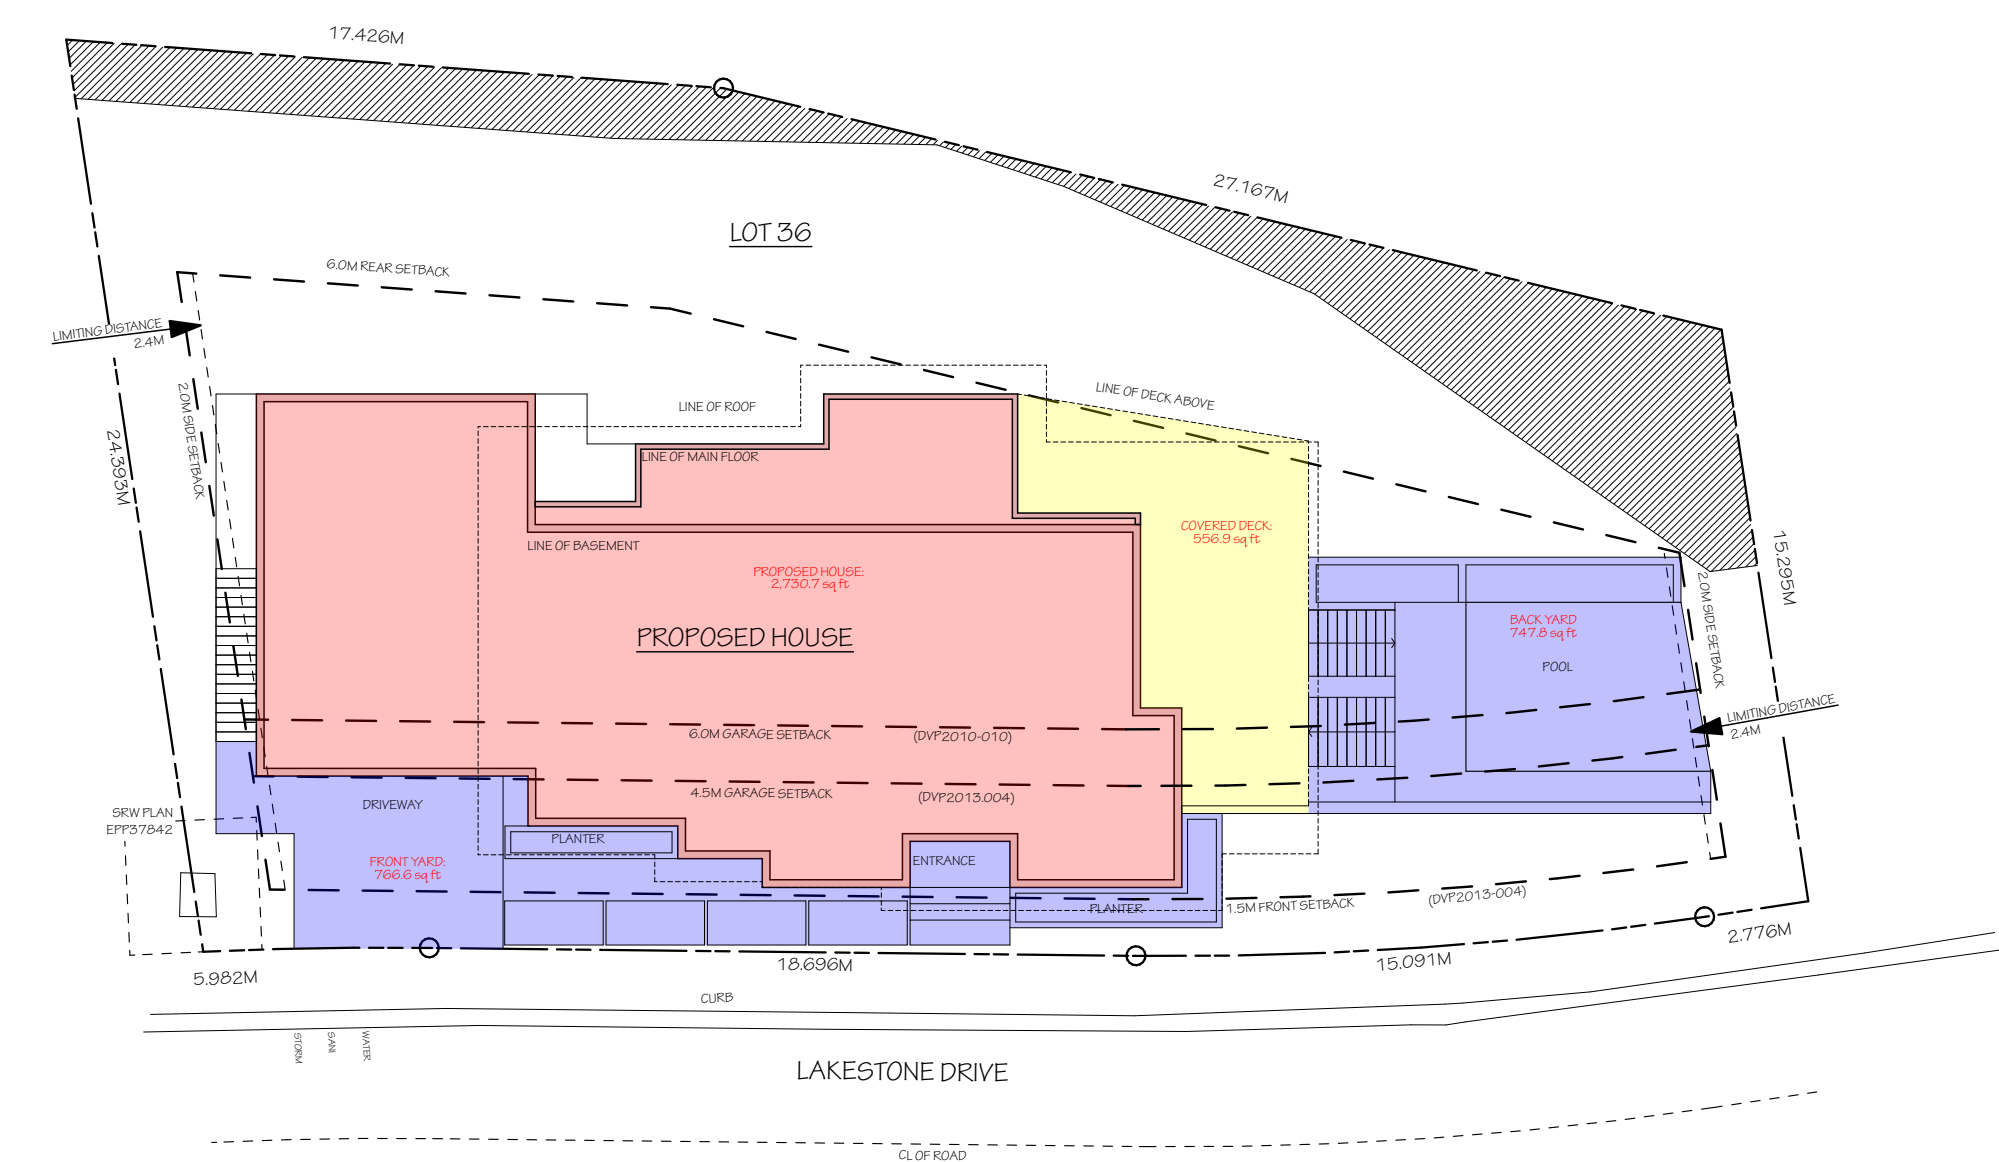 17.426M
27.167M
LOT 36
6.0M REAR SETBACK
LIMITING DISTANCE
2.4M
2.0M SIDE SETBACK
24.393M
LINE OF ROOF
LINE OF DECK ABOVE
LINE OF MAIN FLOOR
LINE OF BASEMENT
COVERED DECK:
556.9 sq ft
PROPOSED HOUSE:
2,730.7 sq ft
PROPOSED HOUSE
15.295M
2.0M SIDE SETBACK
BACK YARD
747.8 sq ft
POOL
LIMITING DISTANCE
2.4M
6.0M GARAGE SETBACK (DVP2010-010)
4.5M GARAGE SETBACK (DVP2013.004)
SRW PLAN
EPP37842
DRIVEWAY
PLANTER
ENTRANCE
FRONT YARD:
766.6 sq ft
PLANTER
1.5M FRONT SETBACK (DVP2013-004)
5.982M
18.696M
15.091M
2.776M
CURB
STORM
SANI
WATER
LAKESTONE DRIVE
CL OF ROAD